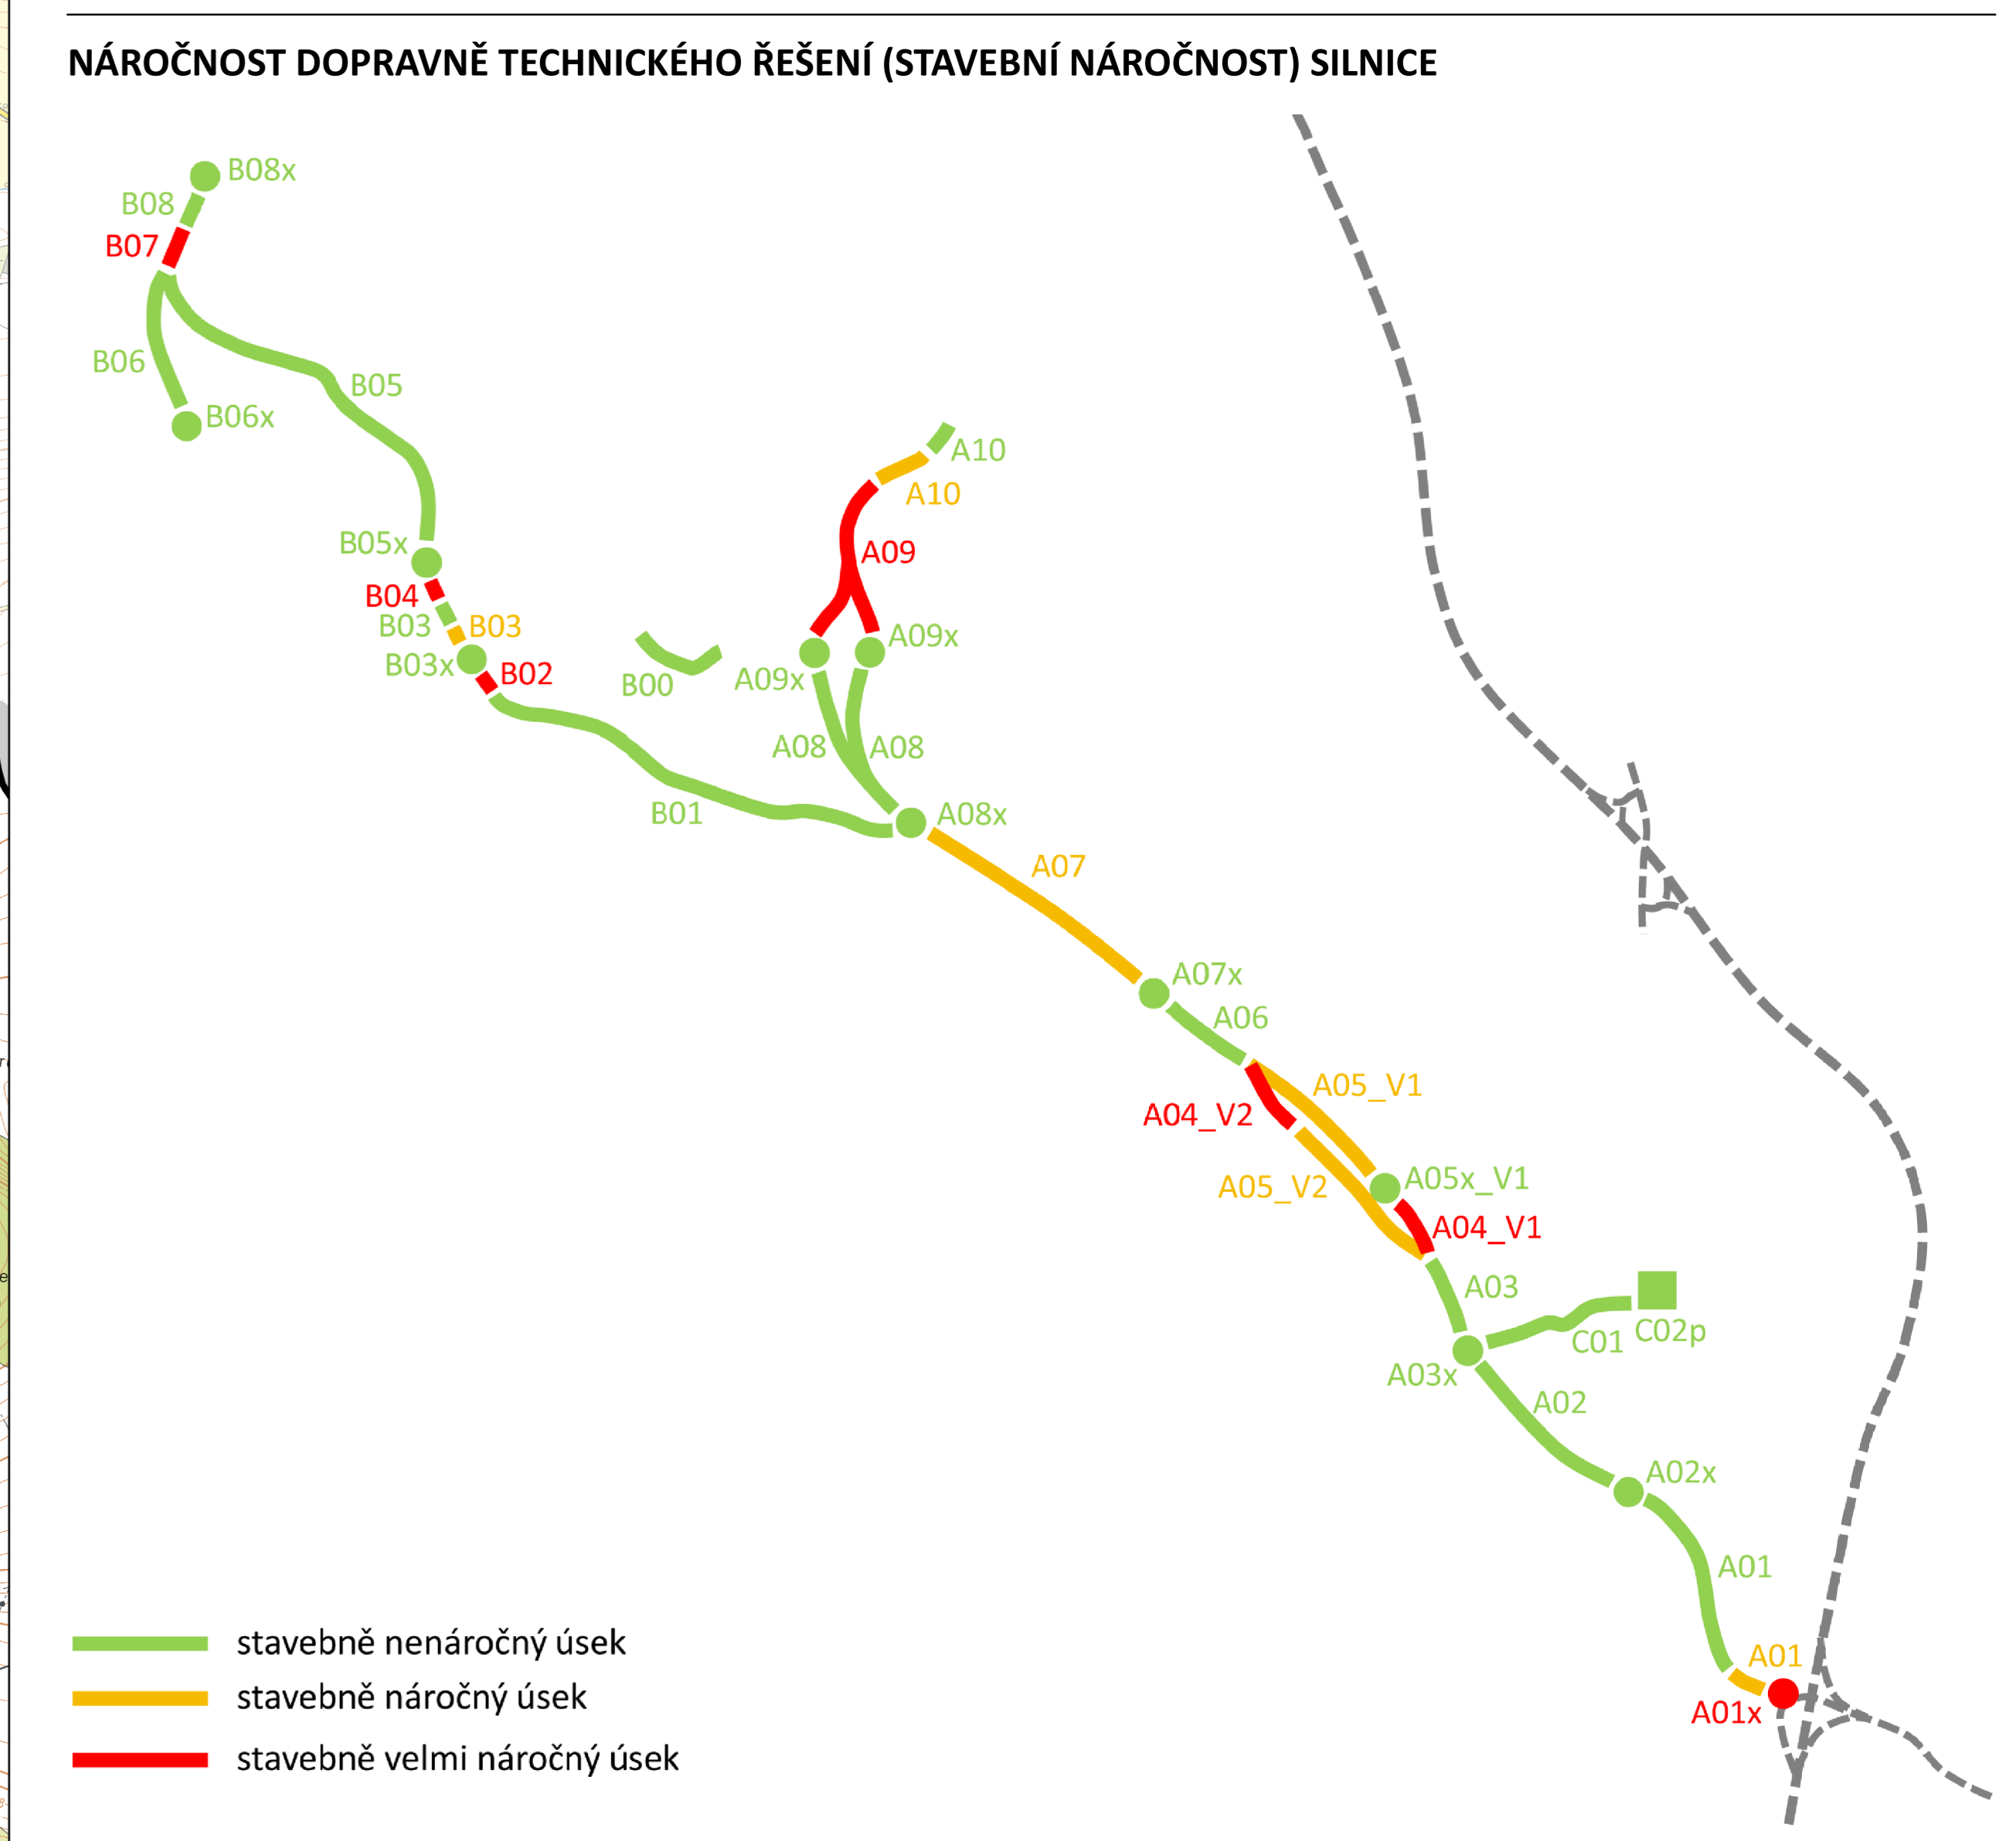 NÁROČNOST DOPRAVNĚ TECHNICKÉHO ŘEŠENÍ (STAVEBNÍ NÁROČNOST) SILNICE
B08x
B08
B07
B06
B05
B06x
A10
A10
B05x
A09
B04
B03 B03
A09x
B03x
B02
B00
A09x
A08 A08
B01
A08x
A07
A07x
A06
A05_V1
A04_V2
A05x_V1
A05_V2
A04_V1
A03
C02p
C01
A03x
A02
A02x
A01
stavebně nenáročný úsek
A01
stavebně náročný úsek
A01x
stavebně velmi náročný úsek